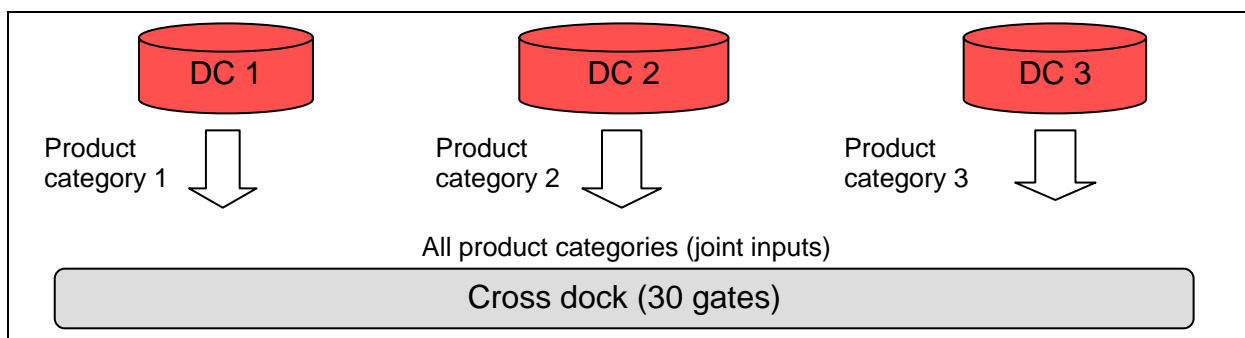 DC 1
DC 2
DC 3
Product
category 1
Product
category 2
Product
category 3
All product categories (joint inputs)
Cross dock (30 gates)